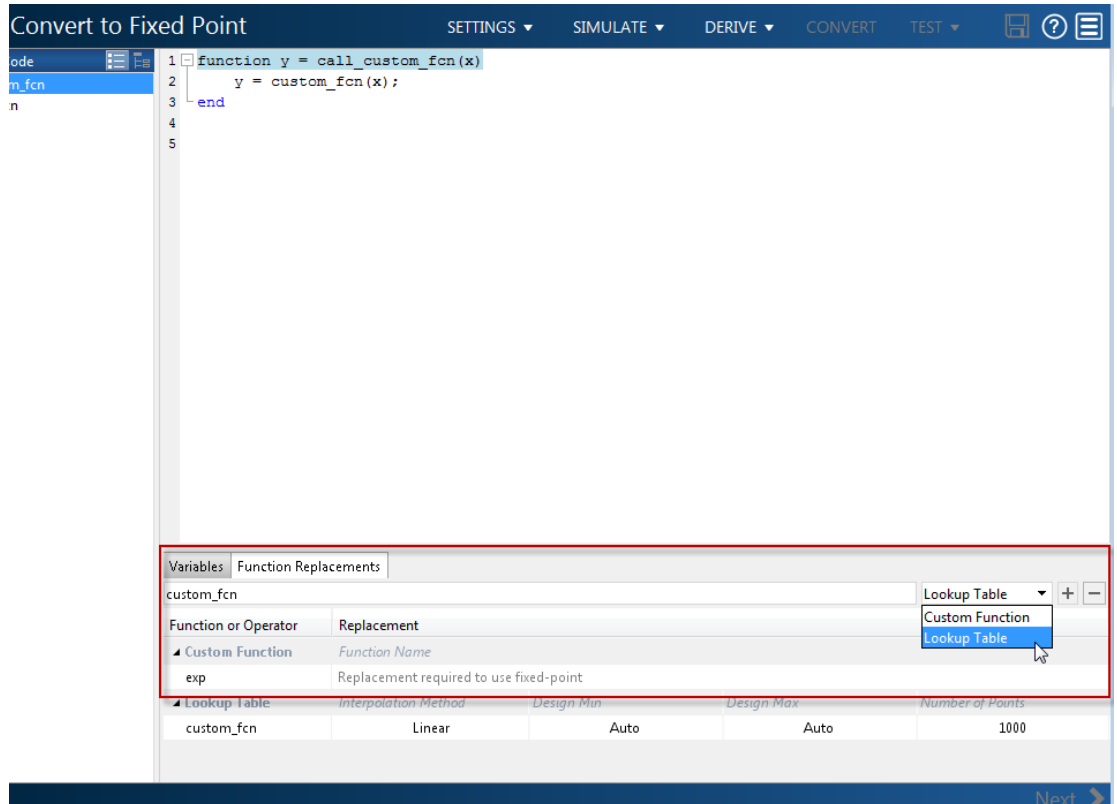 Convert to Fixed Point SETTINGS SIMULATE DERIVE CONVERT TEST
ode
m_fcn
n
1 function y = call_custom_fcn(x)
2 y = custom_fcn(x);
3 end
4
5
Variables Function Replacements
custom_fcn Lookup Table
Custom Function
Lookup Table
Function or Operator Replacement
Custom Function Function Name
exp Replacement required to use fixed-point
Lookup Table Interpolation Method Design Min Design Max Number of Points
custom_fcn Linear Auto Auto 1000
Next